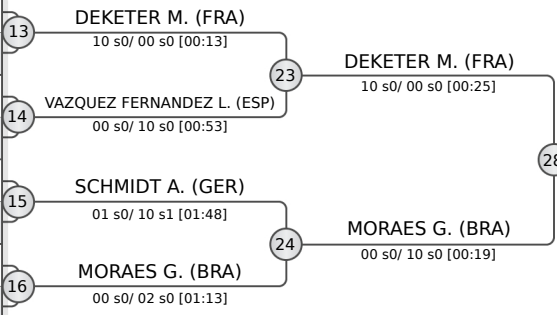 DEKETER M. (FRA)
13
10 s0/ 00 s0 [00:13]
DEKETER M. (FRA)
23
10 s0/ 00 s0 [00:25]
VAZQUEZ FERNANDEZ L. (ESP)
14
00 s0/ 10 s0 [00:53]
28
SCHMIDT A. (GER)
15
01 s0/ 10 s1 [01:48]
MORAES G. (BRA)
24
00 s0/ 10 s0 [00:19]
MORAES G. (BRA)
16
00 s0/ 02 s0 [01:13]